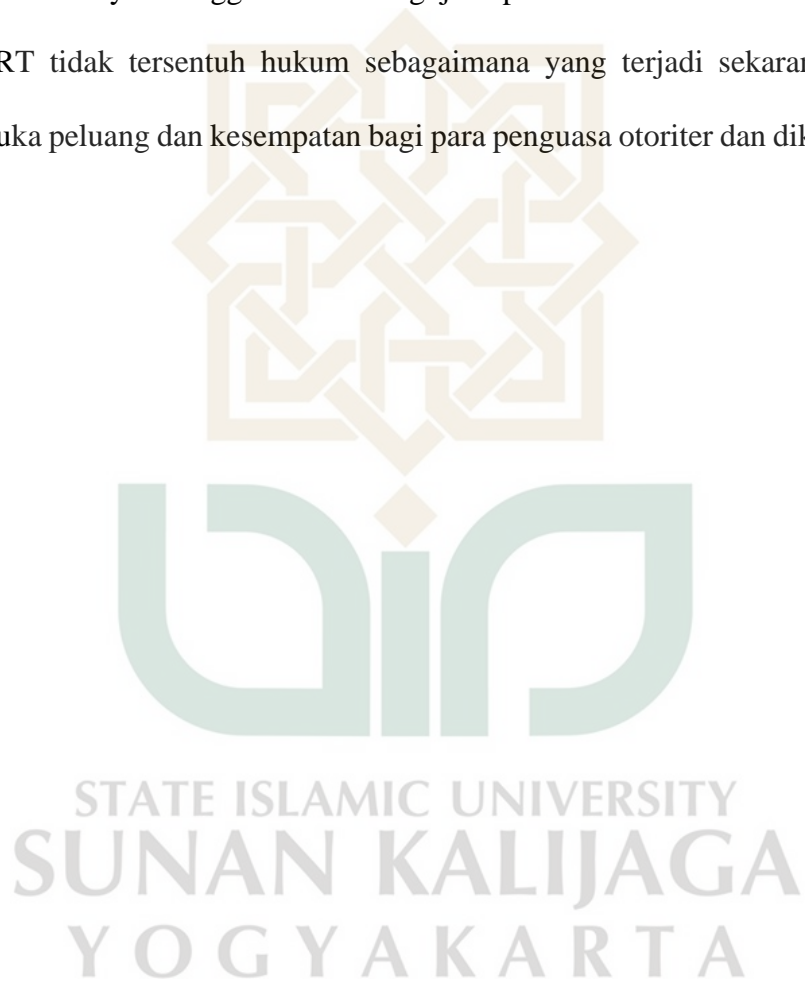 RT tidak tersentuh hukum sebagaimana yang terjadi sekaran
uka peluang dan kesempatan bagi para penguasa otoriter dan dik
uin
STATE ISLAMIC UNIVERSITY
SUNAN KALIJAGA
YOGYAKARTA